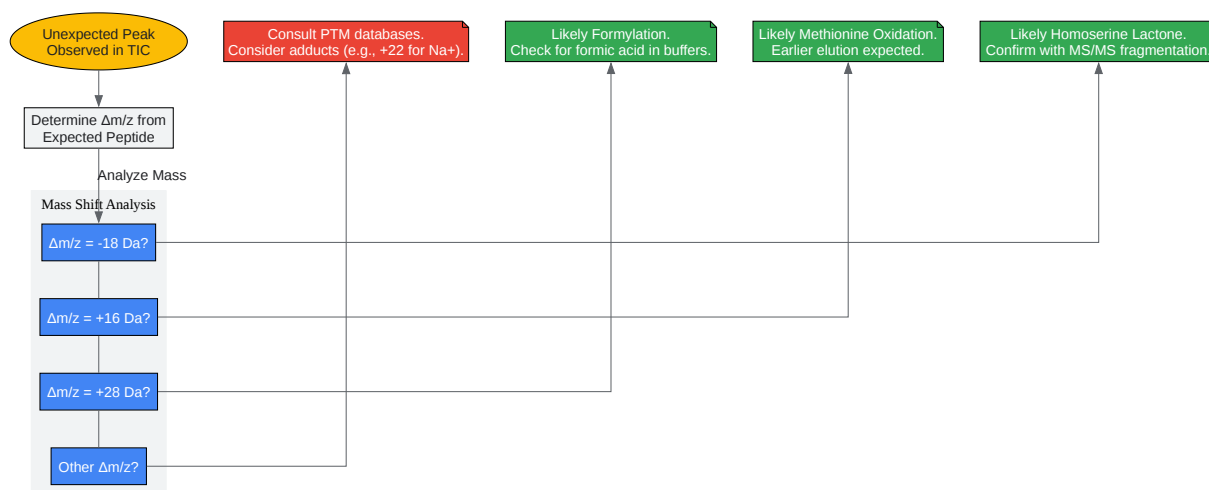 Unexpected Peak
Observed in TIC
Consult PTM databases.
Consider adducts (e.g., +22 for Na+).
Likely Formylation.
Check for formic acid in buffers.
Likely Methionine Oxidation.
Earlier elution expected.
Likely Homoserine Lactone.
Confirm with MS/MS fragmentation.
Determine Δm/z from
Expected Peptide
Analyze Mass
Mass Shift Analysis
Δm/z = -18 Da?
Δm/z = +16 Da?
Δm/z = +28 Da?
Other Δm/z?